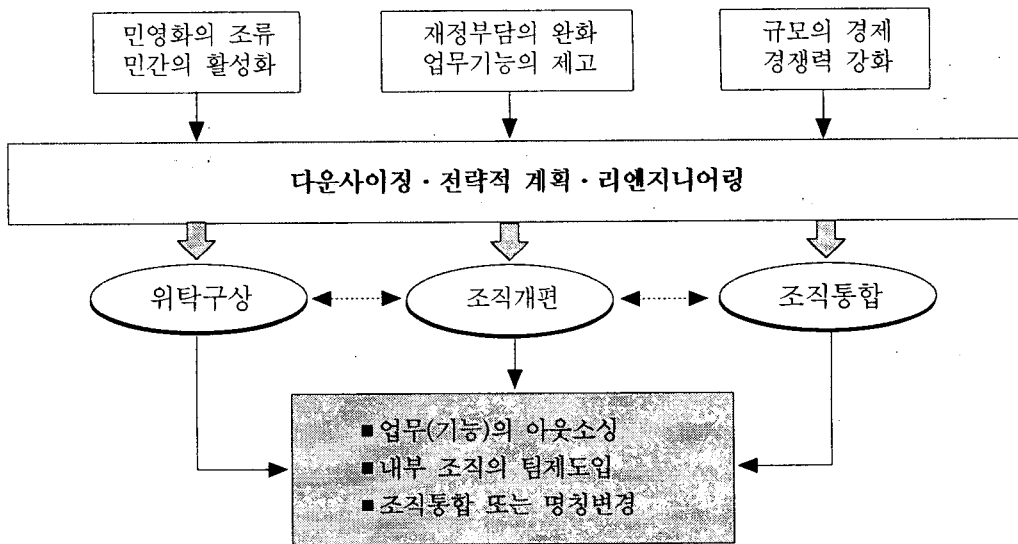 민영화의 조류
민간의 활성화
재정부담의 완화
업무기능의 제고
규모의 경제
경쟁력 강화
다운사이징 · 전략적 계획 · 리엔지니어링
위탁구상
조직개편
조직통합
■ 업무(기능)의 아웃소싱
■ 내부 조직의 팀제도입
■ 조직통합 또는 명칭변경